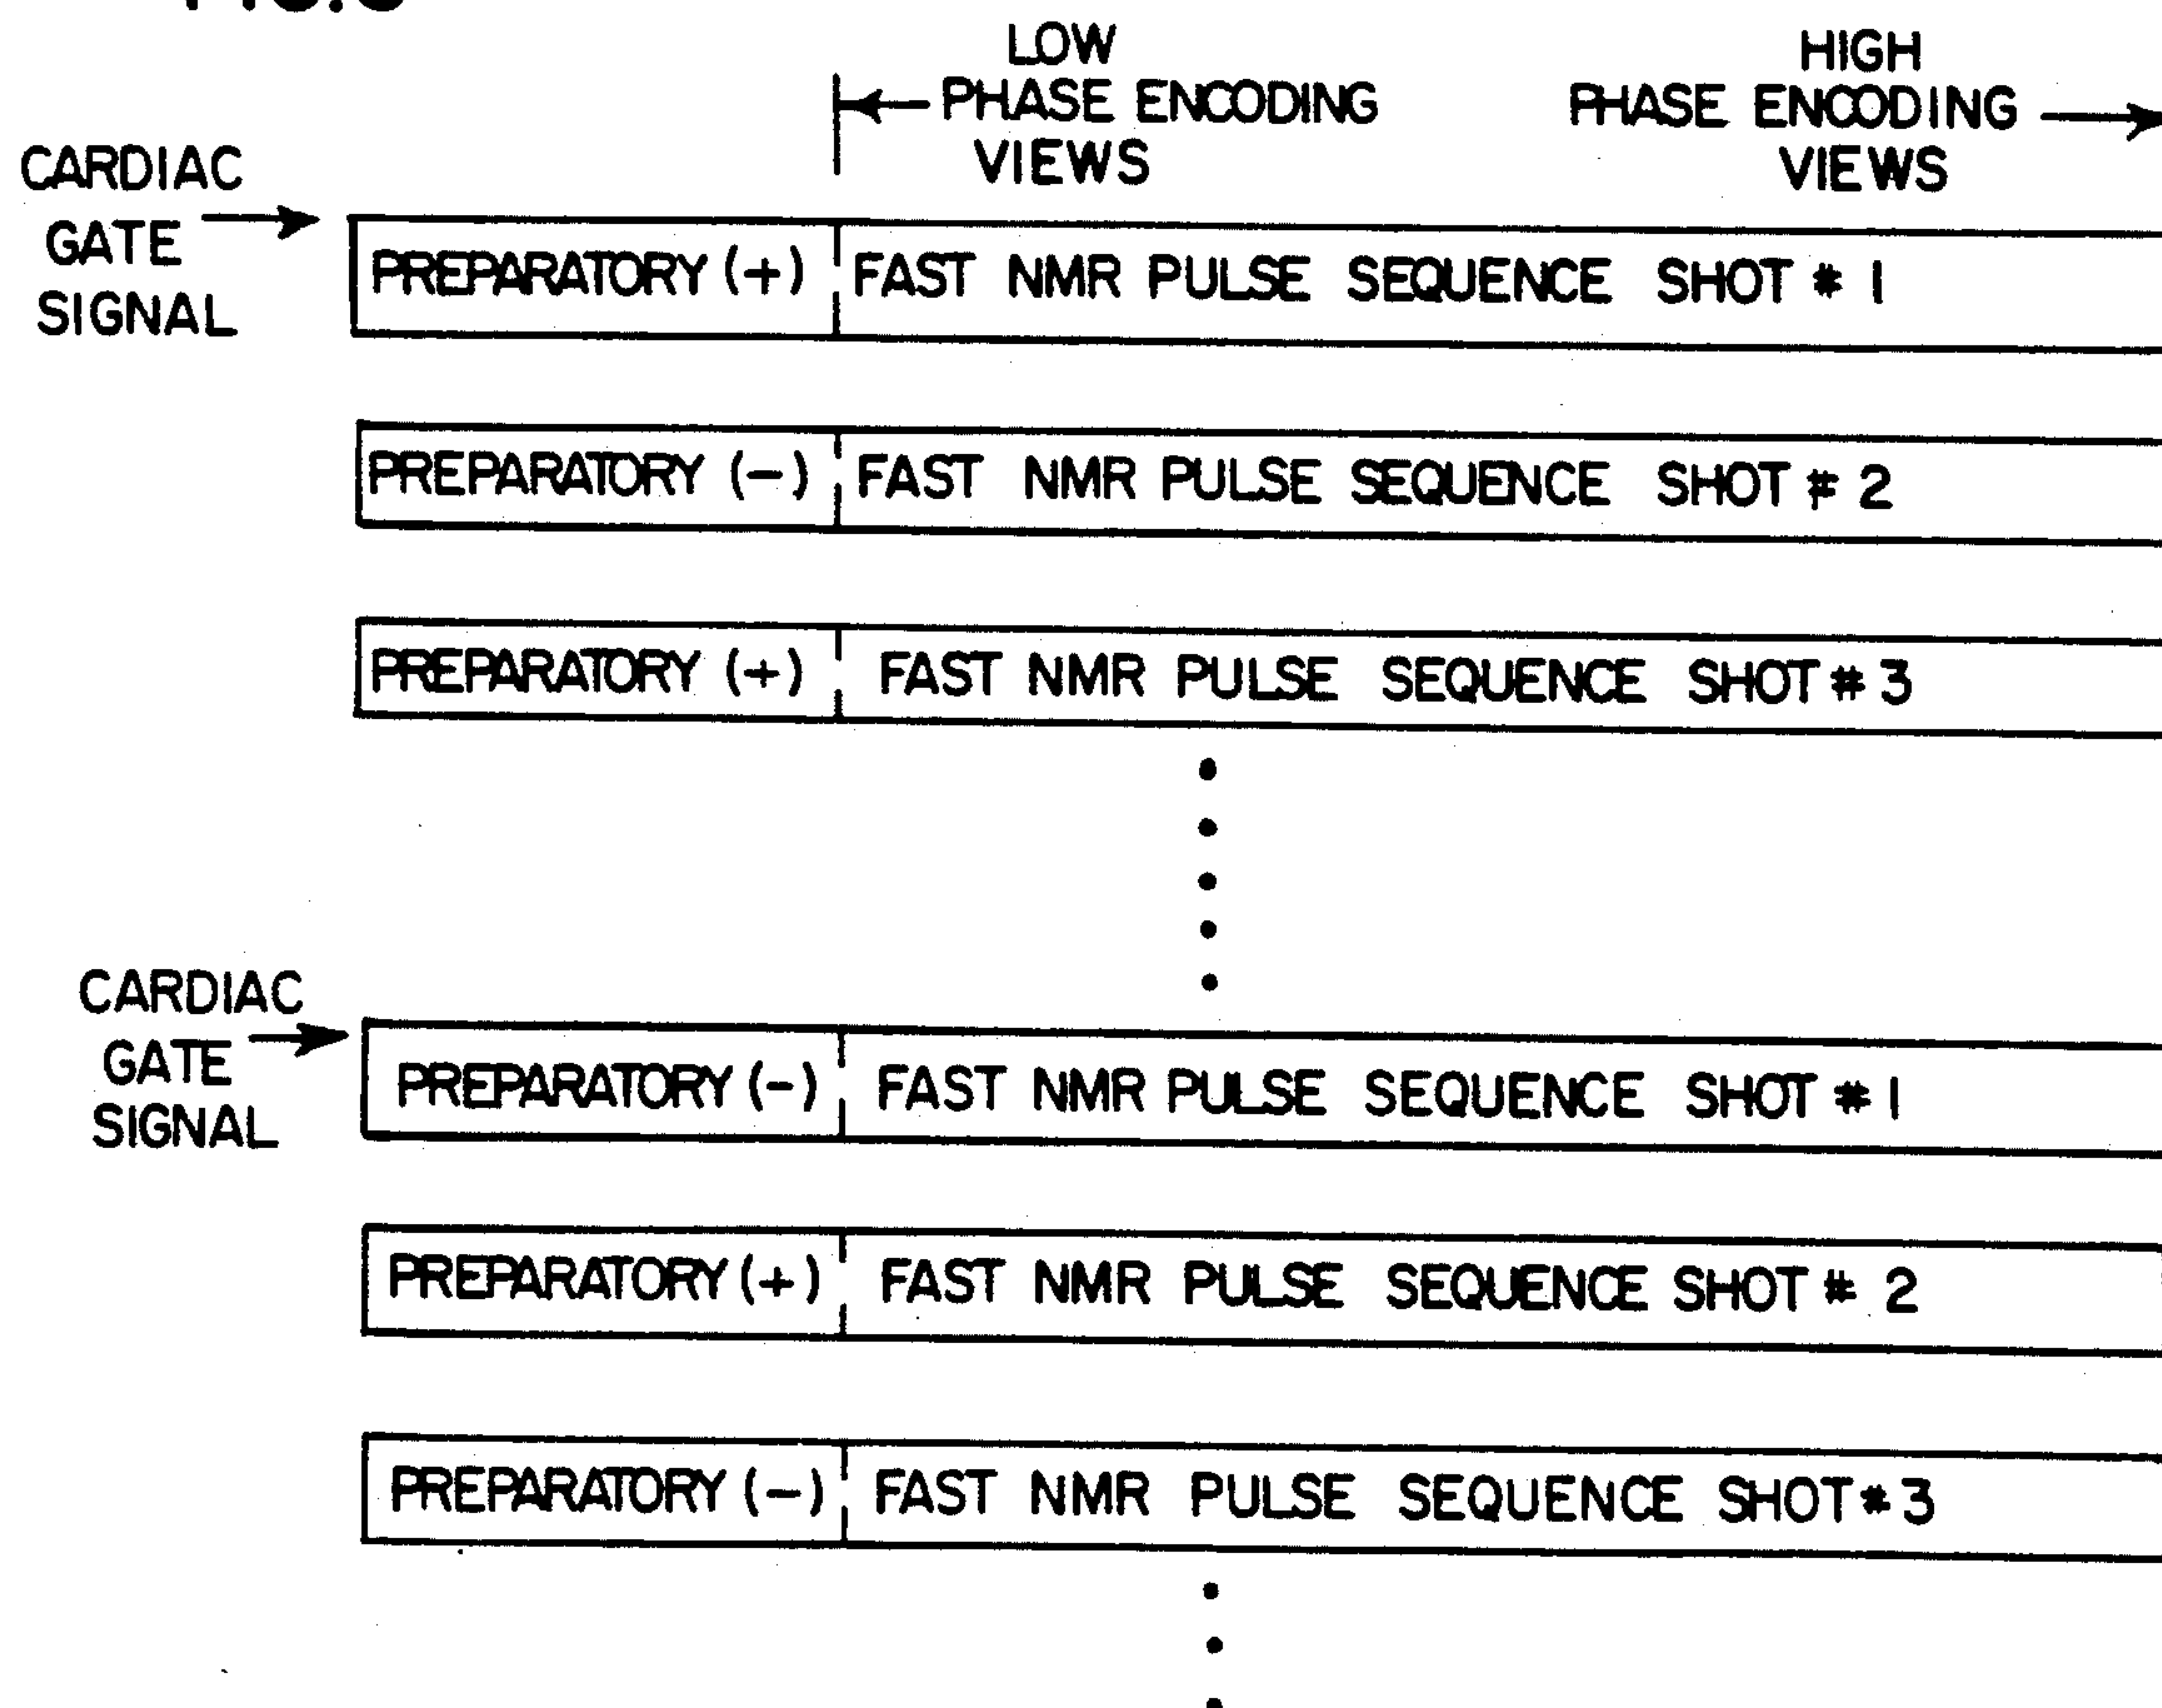 LOW
PHASE ENCODING
VIEWS
HIGH
PHASE ENCODING
VIEWS
CARDIAC
GATE
SIGNAL
PREPARATORY (+) FAST NMR PULSE SEQUENCE SHOT # 1
PREPARATORY (-) FAST NMR PULSE SEQUENCE SHOT # 2
PREPARATORY (+) FAST NMR PULSE SEQUENCE SHOT # 3
CARDIAC
GATE
SIGNAL
PREPARATORY (-) FAST NMR PULSE SEQUENCE SHOT # 1
PREPARATORY (+) FAST NMR PULSE SEQUENCE SHOT # 2
PREPARATORY (-) FAST NMR PULSE SEQUENCE SHOT # 3